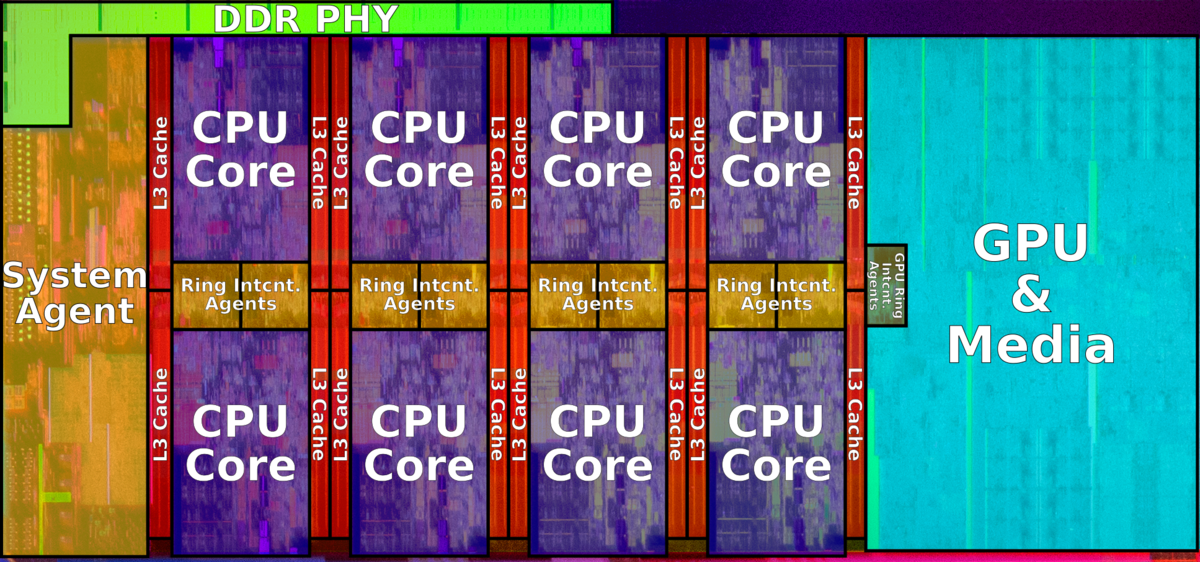 DDR PHY
System
Agent
L3 Cache
CPU
Core
L3 Cache
L3 Cache
CPU
Core
L3 Cache
L3 Cache
CPU
Core
L3 Cache
L3 Cache
CPU
Core
L3 Cache
Ring Intcnt.
Agents
Ring Intcnt.
Agents
Ring Intcnt.
Agents
Ring Intcnt.
Agents
GPU Ring
Intcnt.
Agents
GPU
&
Media
L3 Cache
CPU
Core
L3 Cache
L3 Cache
CPU
Core
L3 Cache
L3 Cache
CPU
Core
L3 Cache
L3 Cache
CPU
Core
L3 Cache